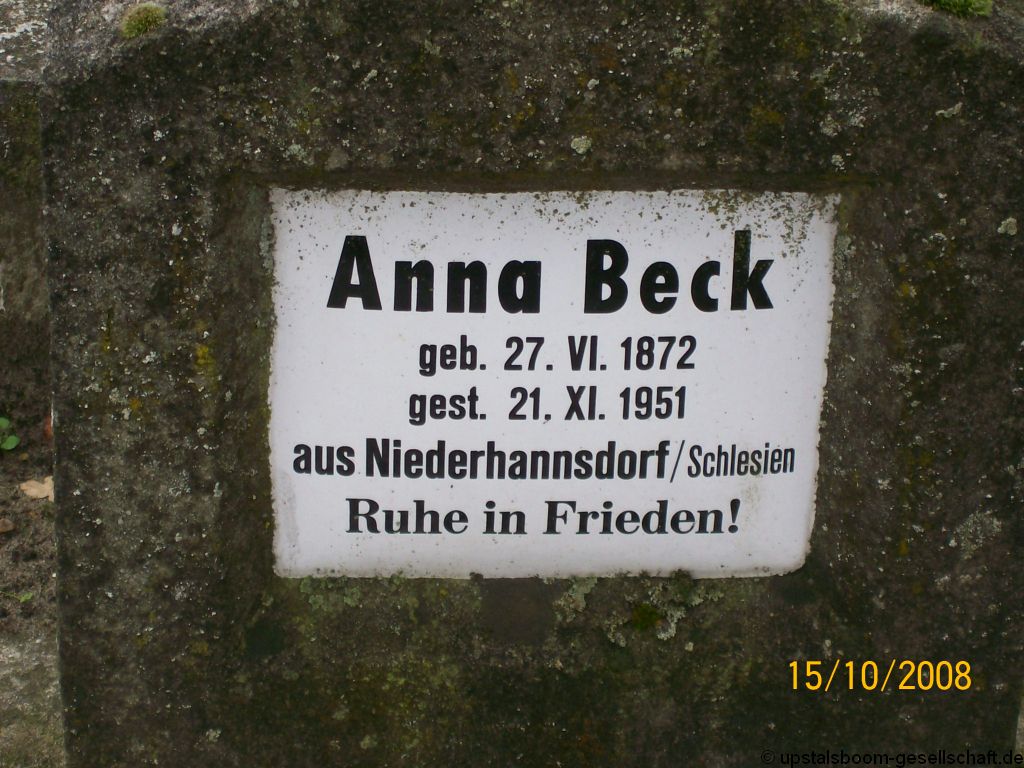 Anna Beck
geb. 27. VI. 1872
gest. 21. XI. 1951
aus Niederhannsdorf/Schlesien
Ruhe in Frieden!
15/10/2008
© upstalsboom-gesellschaft.de